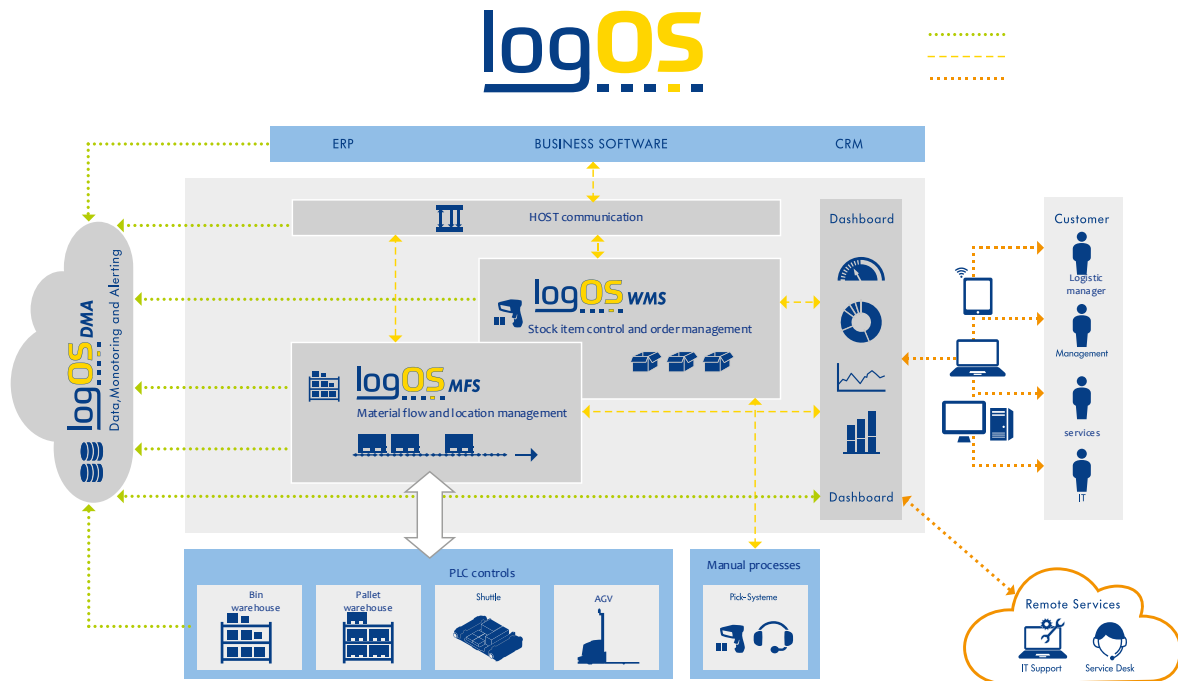 logOS
ERP
BUSINESS SOFTWARE
CRM
HOST communication
Dashboard
Customer
logOS WMS
Stock item control and order management
Logistic
manager
logOS DMA
Data,Monotoring and Alerting
logOS MFS
Material flow and location management
Management
services
IT
Dashboard
PLC controls
Manual processes
Bin
warehouse
Pallet
warehouse
Shuttle
AGV
Pick-Systeme
Remote Services
IT Support
Service Desk